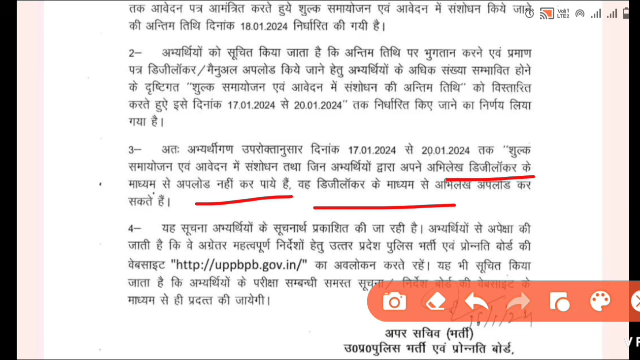 तक आवेदन पत्र आमंत्रित करते हुये शुल्क समायोजन एवं आवेदन में संशोधन किये जाने
की अन्तिम तिथि दिनांक 18.01.2024 निर्धारित की गयी है।
2– अभ्यर्थियों को सूचित किया जाता है कि अन्तिम तिथि पर भुगतान करने एवं प्रमाण
पत्र डिजीलॉकर/मैनुअल अपलोड किये जाने हेतु अभ्यर्थियों के अधिक संख्या सम्भावित होने
के दृष्टिगत "शुल्क समायोजन एवं आवेदन में संशोधन की अन्तिम तिथि" को विस्तारित
करते हुए इसे दिनांक 17.01.2024 से 20.01.2024" तक निर्धारित किए जाने का निर्णय लिया
गया है।
3– अतः अभ्यर्थीगण उपरोक्तानुसार दिनांक 17.01.2024 से 20.01.2024 तक "शुल्क
समायोजन एवं आवेदन में संशोधन तथा जिन अभ्यर्थियों द्वारा अपने अभिलेख डिजीलॉकर के
माध्यम से अपलोड नहीं कर पाये हैं, वह डिजीलॉकर के माध्यम से अभिलेख अपलोड कर
सकते हैं।
4– यह सूचना अभ्यर्थियों के सूचनार्थ प्रकाशित की जा रही है। अभ्यर्थियों से अपेक्षा की
जाती है कि वे अग्रेतर महत्वपूर्ण निर्देशों हेतु उत्तर प्रदेश पुलिस भर्ती एवं प्रोन्नति बोर्ड की
वेबसाइट "http://uppbpb.gov.in/" का अवलोकन करते रहें। यह भी सूचित किया
जाता है कि अभ्यर्थियों के परीक्षा सम्बन्धी समस्त सूचना/ निर्देश बोर्ड की वेबसाइट के
माध्यम से ही प्रदत्त की जायेगी।
अपर सचिव (भर्ती)
उ0प्र0पुलिस भर्ती एवं प्रोन्नति बोर्ड,